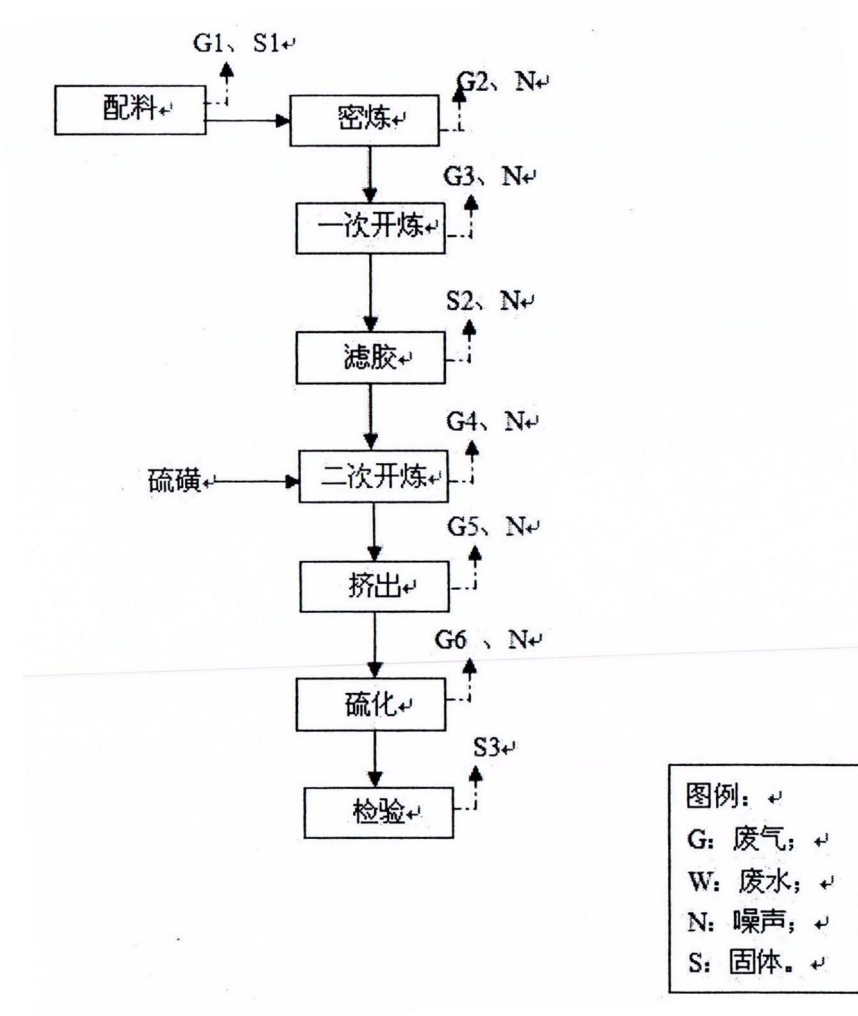 G1、S1
配料
G2、N
密炼
G3、N
一次开炼
S2、N
滤胶
G4、N
硫磺
二次开炼
G5、N
挤出
G6 、N
硫化
S3
检验
图例：
G：废气；
W：废水；
N：噪声；
S：固体。